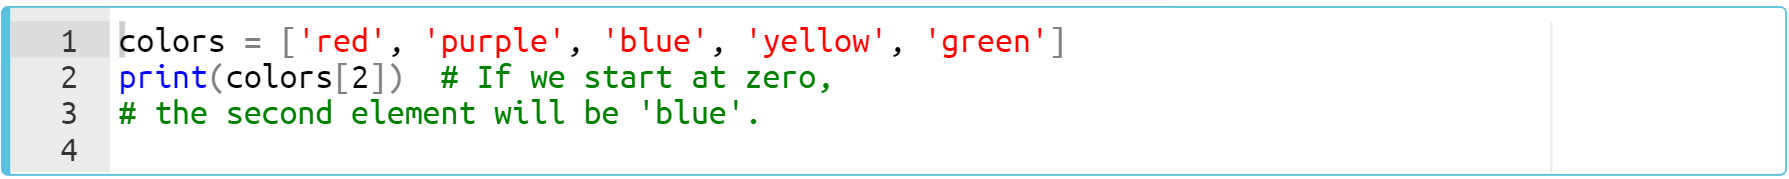 1 colors = ['red', 'purple', 'blue', 'yellow', 'green']
2 print(colors[2])  # If we start at zero,
3 # the second element will be 'blue'.
4